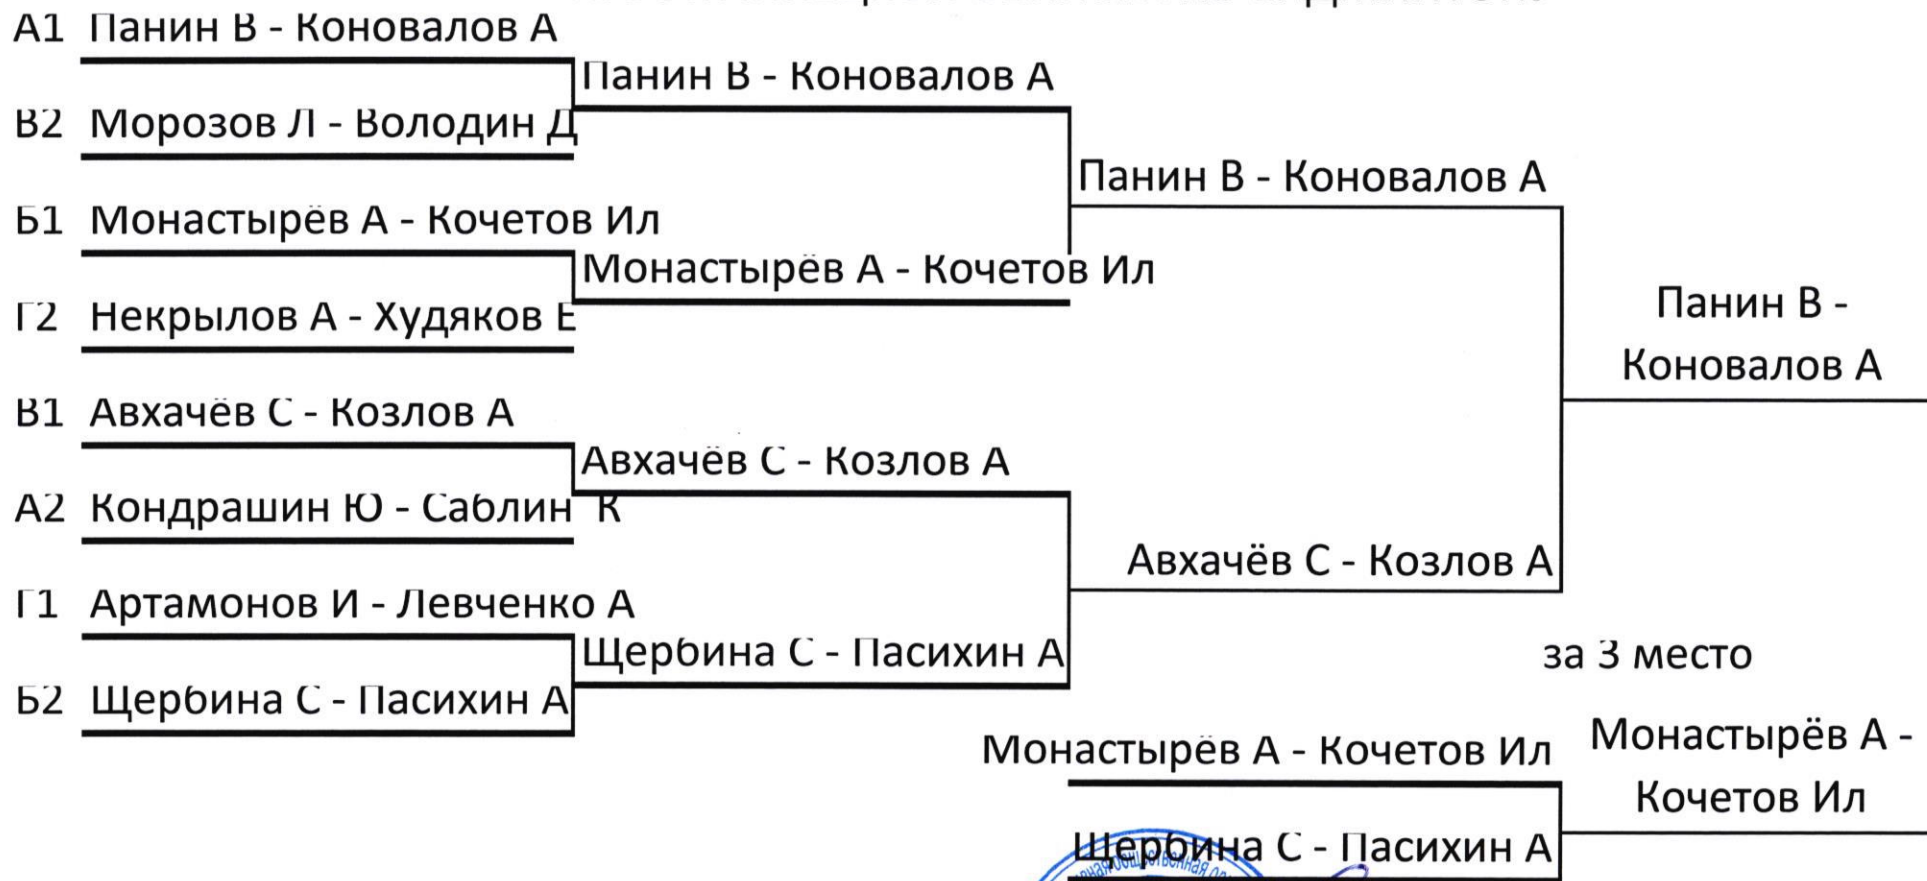 А1 Панин В - Коновалов А
Панин В - Коновалов А
В2 Морозов Л - Володин Д
Панин В - Коновалов А
Б1 Монастырёв А - Кочетов Ил
Монастырёв А - Кочетов Ил
Г2 Некрылов А - Худяков Е
Панин В -
Коновалов А
В1 Авхачёв С - Козлов А
Авхачёв С - Козлов А
А2 Кондрашин Ю - Саблин К
Авхачёв С - Козлов А
Г1 Артамонов И - Левченко А
Щербина С - Пасихин А
за 3 место
Б2 Щербина С - Пасихин А
Монастырёв А - Кочетов Ил
Монастырёв А -
Кочетов Ил
Щербина С - Пасихин А
общественная